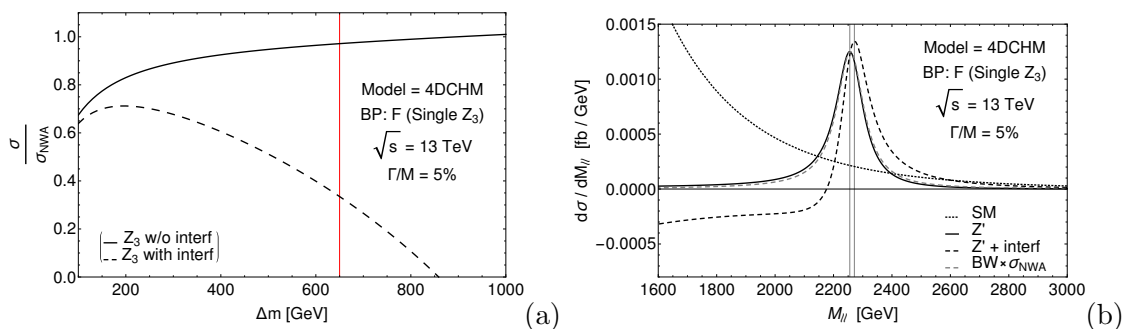 1.0
0.8
0.6
0.4
0.2
0.0
σ
σNWA
Model = 4DCHM
BP: F (Single Z₃)
√s = 13 TeV
Γ/M = 5%
Z₃ w/o interf
Z₃ with interf
200 400 600 800 1000
Δm [GeV]
(a)
0.0015
0.0010
0.0005
0.0000
-0.0005
dσ / dM_ll [fb / GeV]
Model = 4DCHM
BP: F (Single Z₃)
√s = 13 TeV
Γ/M = 5%
SM
Z'
Z' + interf
BW*σNWA
1600 1800 2000 2200 2400 2600 2800 3000
M_ll [GeV]
(b)